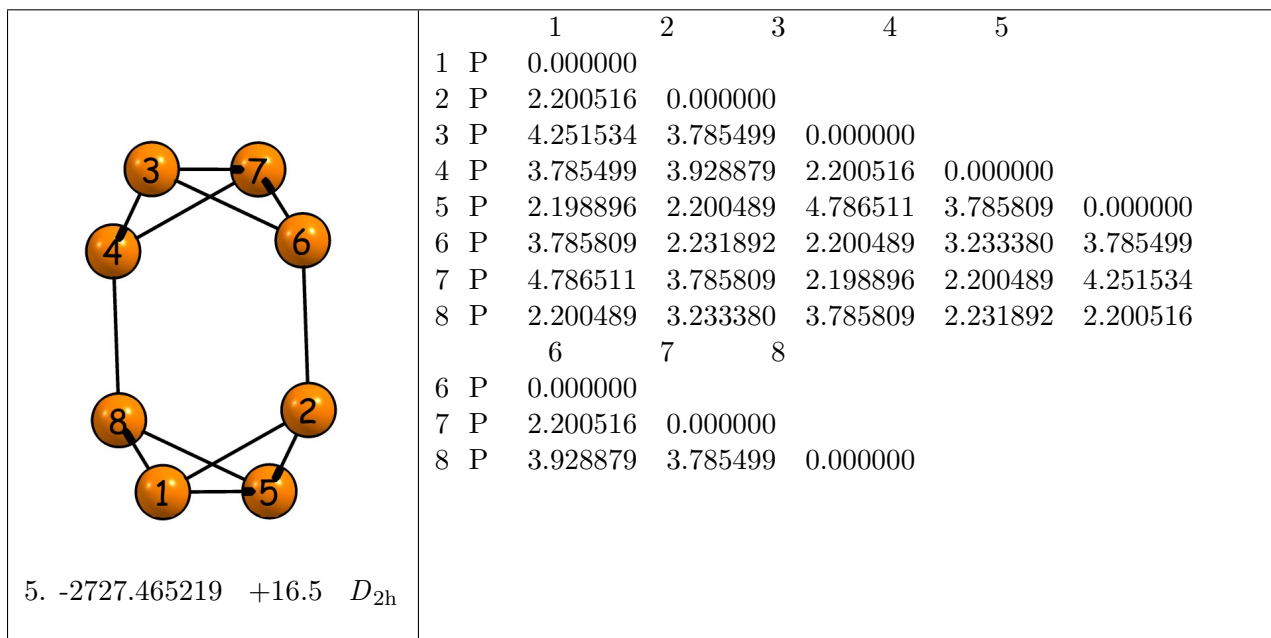 3 7
6
4
2
8
1 5
5. -2727.465219 +16.5 D2h
1 2 3 4 5
1 P 0.000000
2 P 2.200516 0.000000
3 P 4.251534 3.785499 0.000000
4 P 3.785499 3.928879 2.200516 0.000000
5 P 2.198896 2.200489 4.786511 3.785809 0.000000
6 P 3.785809 2.231892 2.200489 3.233380 3.785499
7 P 4.786511 3.785809 2.198896 2.200489 4.251534
8 P 2.200489 3.233380 3.785809 2.231892 2.200516
6 7 8
6 P 0.000000
7 P 2.200516 0.000000
8 P 3.928879 3.785499 0.000000